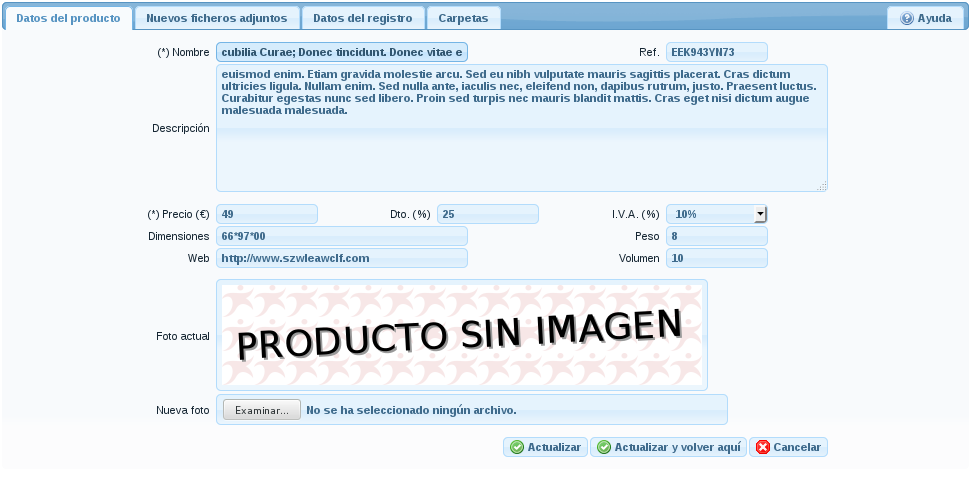 Datos del producto Nuevos ficheros adjuntos Datos del registro Carpetas Ayuda
(*) Nombre cubilia Curae; Donec tincidunt. Donec vitae e Ref. EEK943YN73
euismod enim. Etiam gravida molestie arcu. Sed eu nibh vulputate mauris sagittis placerat. Cras dictum
ultricies ligula. Nullam enim. Sed nulla ante, iaculis nec, eleifend non, dapibus rutrum, justo. Praesent luctus.
Curabitur egestas nunc sed libero. Proin sed turpis nec mauris blandit mattis. Cras eget nisi dictum augue
malesuada malesuada.
Descripción
(*) Precio (€) 49 Dto. (%) 25 I.V.A. (%) 10%
Dimensiones 66*97*00 Peso 8
Web http://www.szwleawclf.com Volumen 10
Foto actual PRODUCTO SIN IMAGEN
Nueva foto Examinar... No se ha seleccionado ningún archivo.
Actualizar Actualizar y volver aquí Cancelar